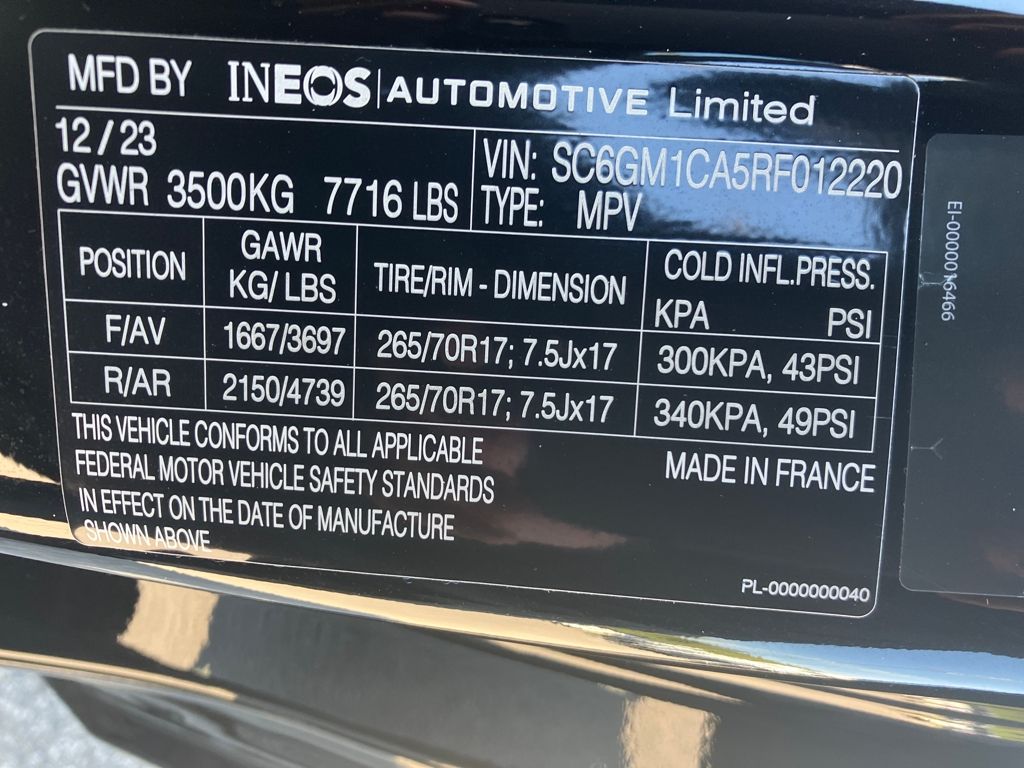 MFD BY INEOS AUTOMOTIVE Limited
12 / 23
GVWR 3500KG 7716 LBS
VIN: SC6GM1CA5RF012220
TYPE: MPV
POSITION GAWR KG/ LBS TIRE/RIM - DIMENSION COLD INFL.PRESS. KPA PSI
F/AV 1667/3697 265/70R17; 7.5Jx17 300KPA, 43PSI
R/AR 2150/4739 265/70R17; 7.5Jx17 340KPA, 49PSI
THIS VEHICLE CONFORMS TO ALL APPLICABLE
FEDERAL MOTOR VEHICLE SAFETY STANDARDS
IN EFFECT ON THE DATE OF MANUFACTURE
SHOWN ABOVE
MADE IN FRANCE
PL-0000000040
EI-0000016466